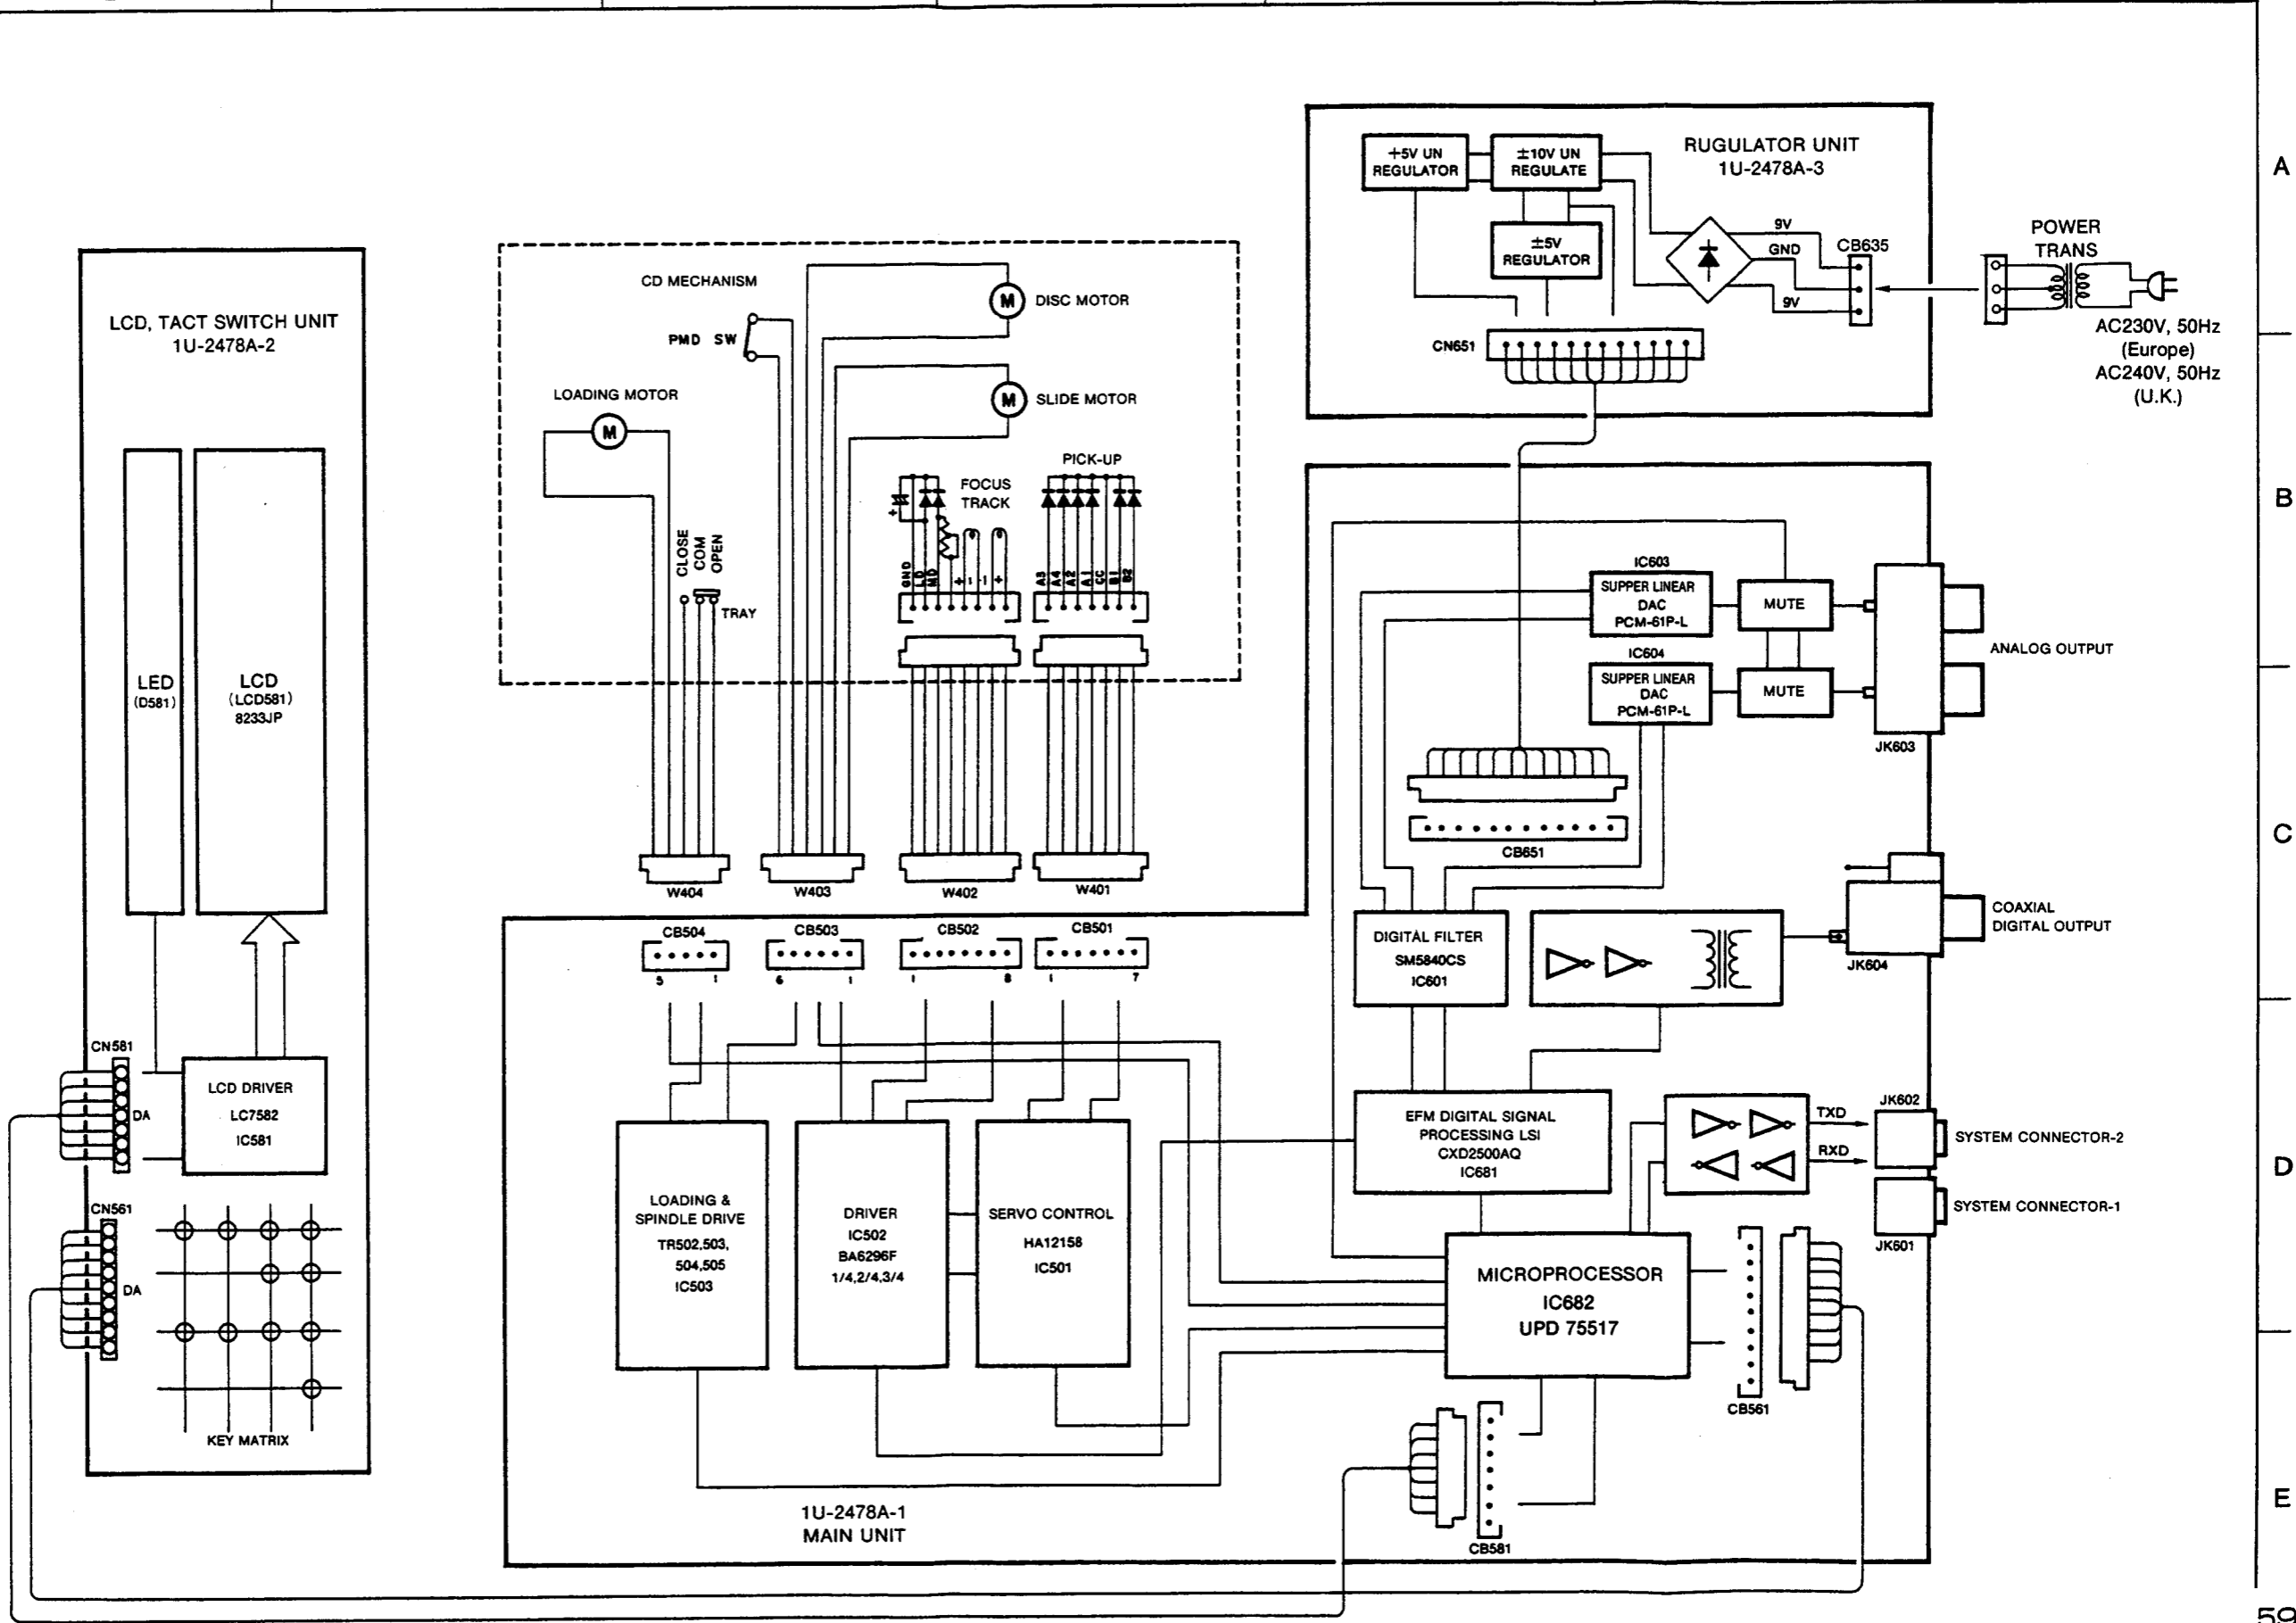 LCD, TACT SWITCH UNIT
1U-2478A-2
LED
(D581)
LCD
(LCD581)
8233JP
CN581
DA
LCD DRIVER
LC7582
IC581
CN561
DA
KEY MATRIX
CD MECHANISM
PMD SW
DISC MOTOR
M
SLIDE MOTOR
M
LOADING MOTOR
M
CLOSE
COM
OPEN
TRAY
FOCUS
TRACK
+
GND
LD
MD
+
-
-
+
PICK-UP
A3
A4
A2
A1
CC
B1
B2
W404
W403
W402
W401
RUGULATOR UNIT
1U-2478A-3
+5V UN
REGULATOR
±10V UN
REGULATE
±5V
REGULATOR
9V
GND
9V
CB635
CN651
POWER
TRANS
AC230V, 50Hz
(Europe)
AC240V, 50Hz
(U.K.)
A
B
C
D
E
IC603
SUPPER LINEAR
DAC
PCM-61P-L
MUTE
IC604
SUPPER LINEAR
DAC
PCM-61P-L
MUTE
ANALOG OUTPUT
JK603
CB651
COAXIAL
DIGITAL OUTPUT
JK604
DIGITAL FILTER
SM5840CS
IC601
CB504
5
1
CB503
6
1
CB502
1
8
CB501
1
7
EFM DIGITAL SIGNAL
PROCESSING LSI
CXD2500AQ
IC681
TXD
RXD
JK602
SYSTEM CONNECTOR-2
SYSTEM CONNECTOR-1
JK601
LOADING &
SPINDLE DRIVE
TR502,503,
504,505
IC503
DRIVER
IC502
BA6296F
1/4,2/4,3/4
SERVO CONTROL
HA12158
IC501
MICROPROCESSOR
IC682
UPD 75517
CB561
CB581
1U-2478A-1
MAIN UNIT